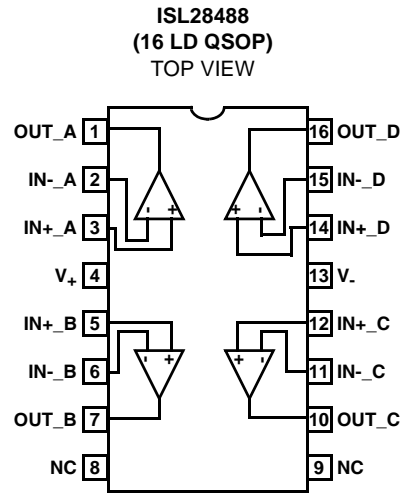 ISL28488
(16 LD QSOP)
TOP VIEW
OUT_A 1
16 OUT_D
IN-_A 2
15 IN-_D
- +
+ -
IN+_A 3
14 IN+_D
V+ 4
13 V-
IN+_B 5
12 IN+_C
- +
+ -
IN-_B 6
11 IN-_C
OUT_B 7
10 OUT_C
NC 8
9 NC